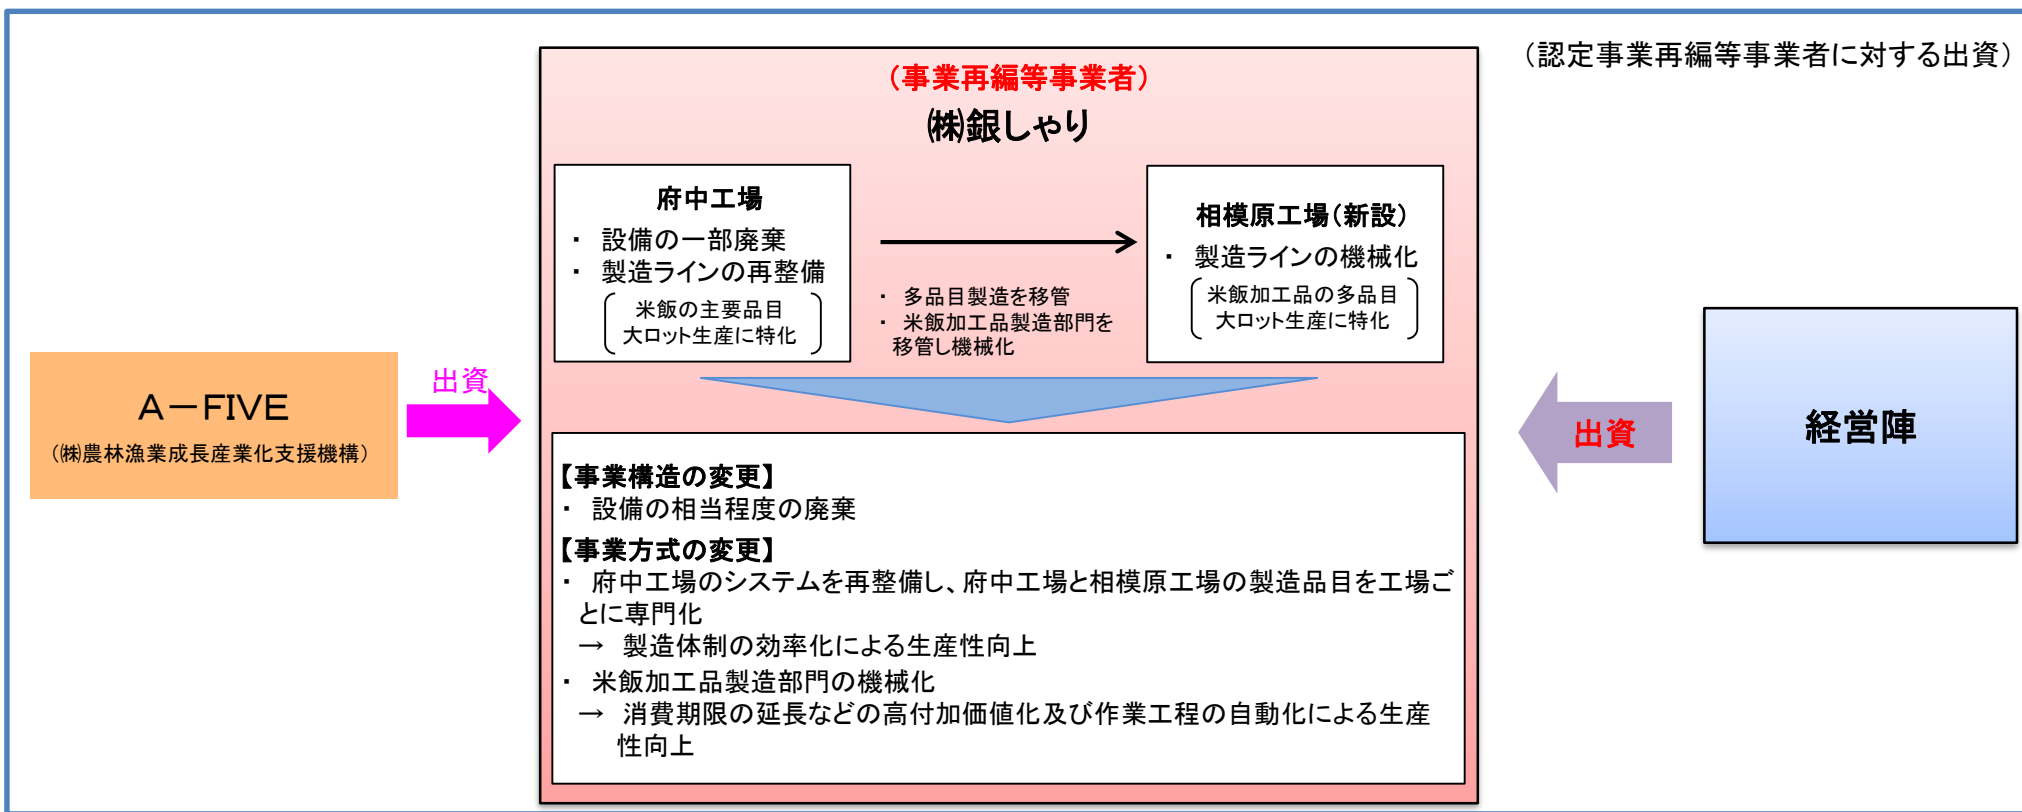 (認定事業再編等事業者に対する出資)
(事業再編等事業者)
㈱銀しゃり
府中工場
・ 設備の一部廃棄
・ 製造ラインの再整備
米飯の主要品目
大ロット生産に特化
・ 多品目製造を移管
・ 米飯加工品製造部門を
移管し機械化
相模原工場(新設)
・ 製造ラインの機械化
米飯加工品の多品目
大ロット生産に特化
A-FIVE
(㈱農林漁業成長産業化支援機構)
出資
【事業構造の変更】
・ 設備の相当程度の廃棄
【事業方式の変更】
・ 府中工場のシステムを再整備し、府中工場と相模原工場の製造品目を工場ご
とに専門化
→ 製造体制の効率化による生産性向上
・ 米飯加工品製造部門の機械化
→ 消費期限の延長などの高付加価値化及び作業工程の自動化による生産
性向上
出資
経営陣